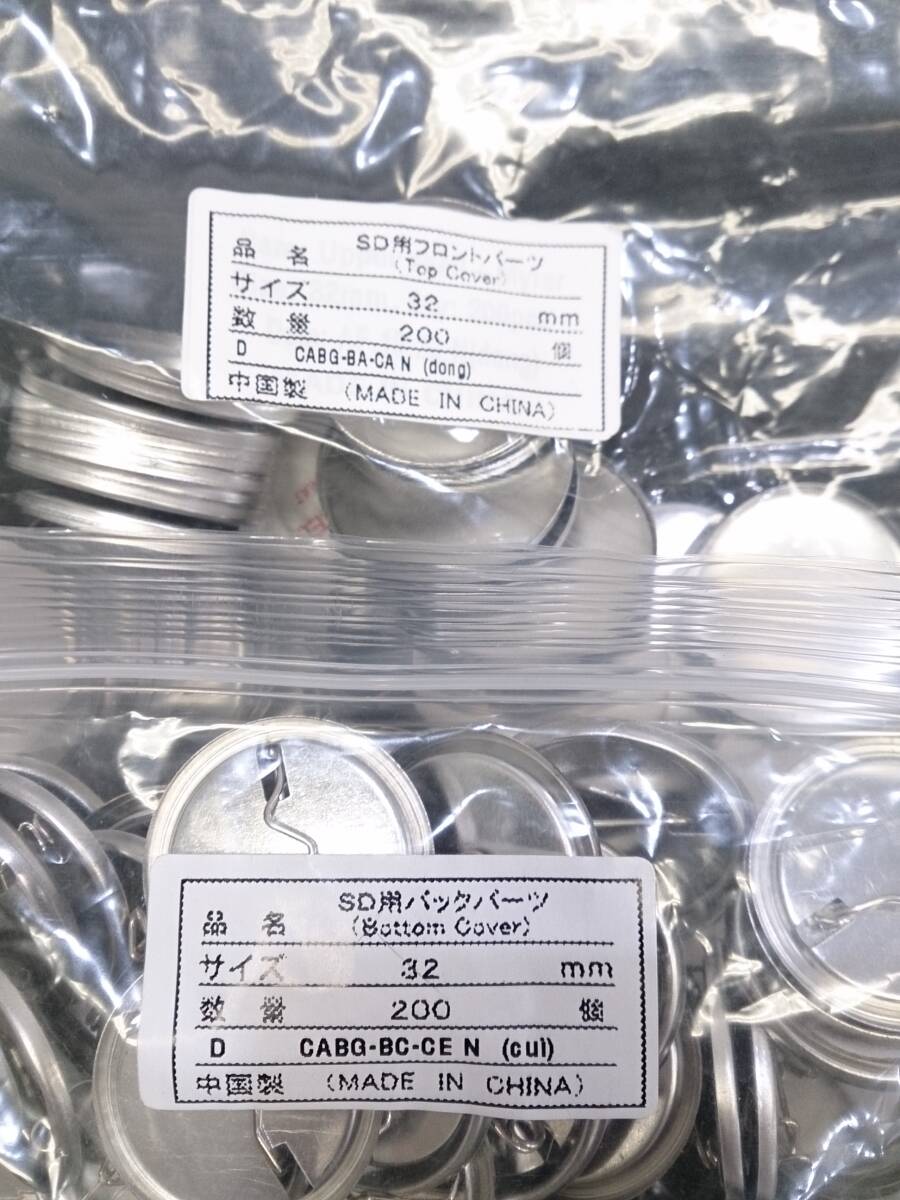 品名 SD用フロントパーツ
(Top Cover)
サイズ 32 mm
数量 200 個
D CABG-BA-CA N (dong)
中国製 (MADE IN CHINA)
SD用バックパーツ
品名 (Bottom Cover)
サイズ 32 mm
数量 200 個
D CABG-BC-CE N (cui)
中国製 (MADE IN CHINA)